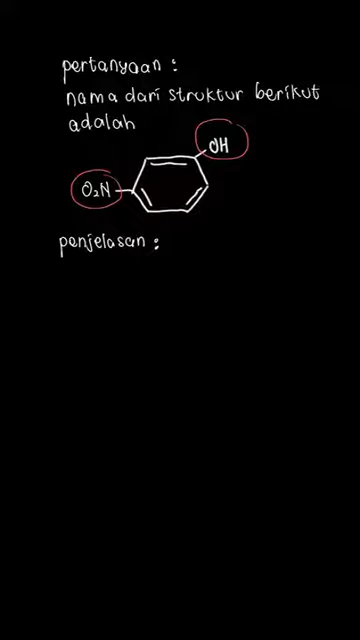 pertanyaan :
nama dari struktur berikut
adalah
OH
O₂N
penjelasan :